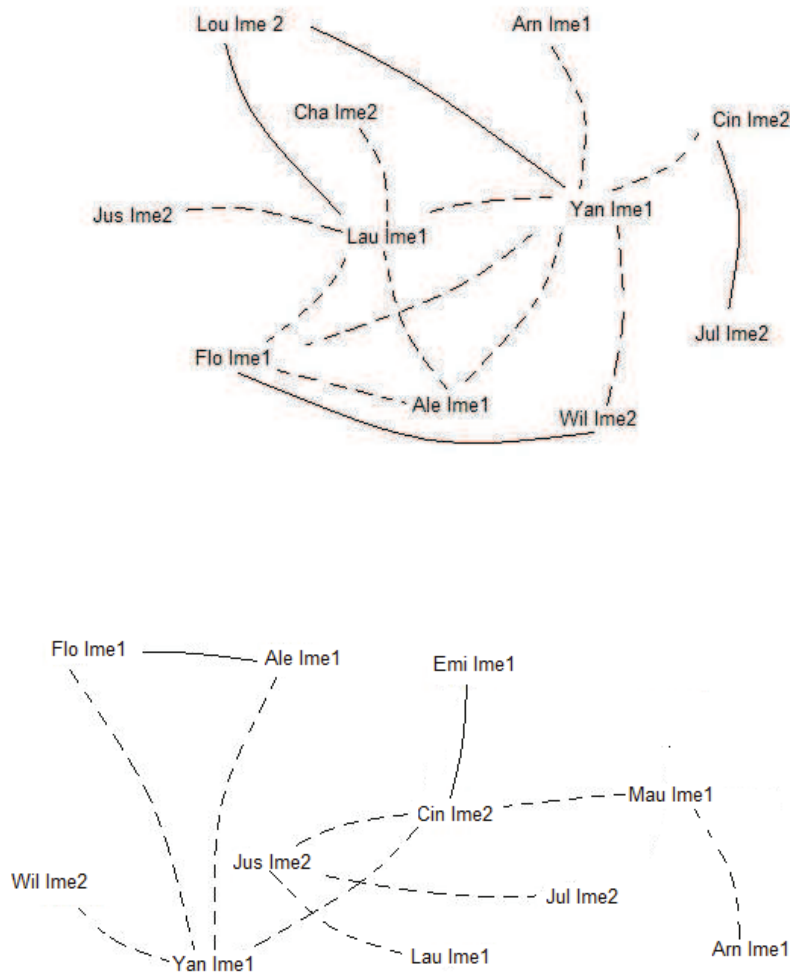 Lou Ime 2
Arn Ime1
Cha Ime2
Cin Ime2
Jus Ime2
Yan Ime1
Lau Ime1
Jul Ime2
Flo Ime1
Ale Ime1
Wil Ime2
Flo Ime1
Ale Ime1
Emi Ime1
Mau Ime1
Cin Ime2
Jus Ime2
Wil Ime2
Jul Ime2
Arn Ime1
Lau Ime1
Yan Ime1